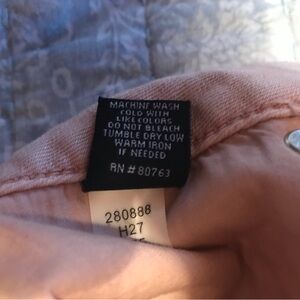 MACHINE WASH
COLD WITH
LIKE COLORS
DO NOT BLEACH
TUMBLE DRY LOW
WARM IRON
IF NEEDED
RN # 80763
280886
H27